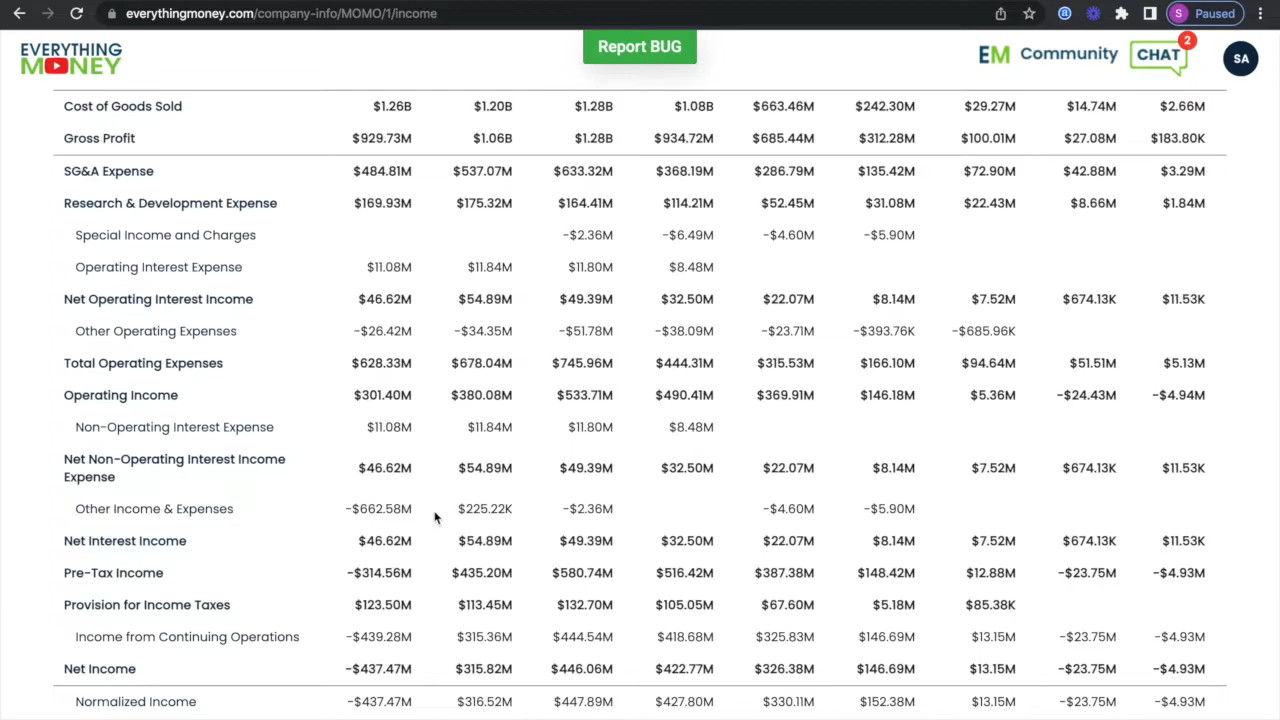 everythingmoney.com/company-info/MOMO/1/income
S Paused
EVERYTHING
MONEY
Report BUG
EM Community CHAT 2
SA
Cost of Goods Sold $1.26B $1.20B $1.28B $1.08B $663.46M $242.30M $29.27M $14.74M $2.66M
Gross Profit $929.73M $1.06B $1.28B $934.72M $685.44M $312.28M $100.01M $27.08M $183.80K
SG&A Expense $484.81M $537.07M $633.32M $368.19M $286.79M $135.42M $72.90M $42.88M $3.29M
Research & Development Expense $169.93M $175.32M $164.41M $114.21M $52.45M $31.08M $22.43M $8.66M $1.84M
Special Income and Charges -$2.36M -$6.49M -$4.60M -$5.90M
Operating Interest Expense $11.08M $11.84M $11.80M $8.48M
Net Operating Interest Income $46.62M $54.89M $49.39M $32.50M $22.07M $8.14M $7.52M $674.13K $11.53K
Other Operating Expenses -$26.42M -$34.35M -$51.78M -$38.09M -$23.71M -$393.76K -$685.96K
Total Operating Expenses $628.33M $678.04M $745.96M $444.31M $315.53M $166.10M $94.64M $51.51M $5.13M
Operating Income $301.40M $380.08M $533.71M $490.41M $369.91M $146.18M $5.36M -$24.43M -$4.94M
Non-Operating Interest Expense $11.08M $11.84M $11.80M $8.48M
Net Non-Operating Interest Income
Expense $46.62M $54.89M $49.39M $32.50M $22.07M $8.14M $7.52M $674.13K $11.53K
Other Income & Expenses -$662.58M $225.22K -$2.36M -$4.60M -$5.90M
Net Interest Income $46.62M $54.89M $49.39M $32.50M $22.07M $8.14M $7.52M $674.13K $11.53K
Pre-Tax Income -$314.56M $435.20M $580.74M $516.42M $387.38M $148.42M $12.88M -$23.75M -$4.93M
Provision for Income Taxes $123.50M $113.45M $132.70M $105.05M $67.60M $5.18M $85.38K
Income from Continuing Operations -$439.28M $315.36M $444.54M $418.68M $325.83M $146.69M $13.15M -$23.75M -$4.93M
Net Income -$437.47M $315.82M $446.06M $422.77M $326.38M $146.69M $13.15M -$23.75M -$4.93M
Normalized Income -$437.47M $316.52M $447.89M $427.80M $330.11M $152.38M $13.15M -$23.75M -$4.93M